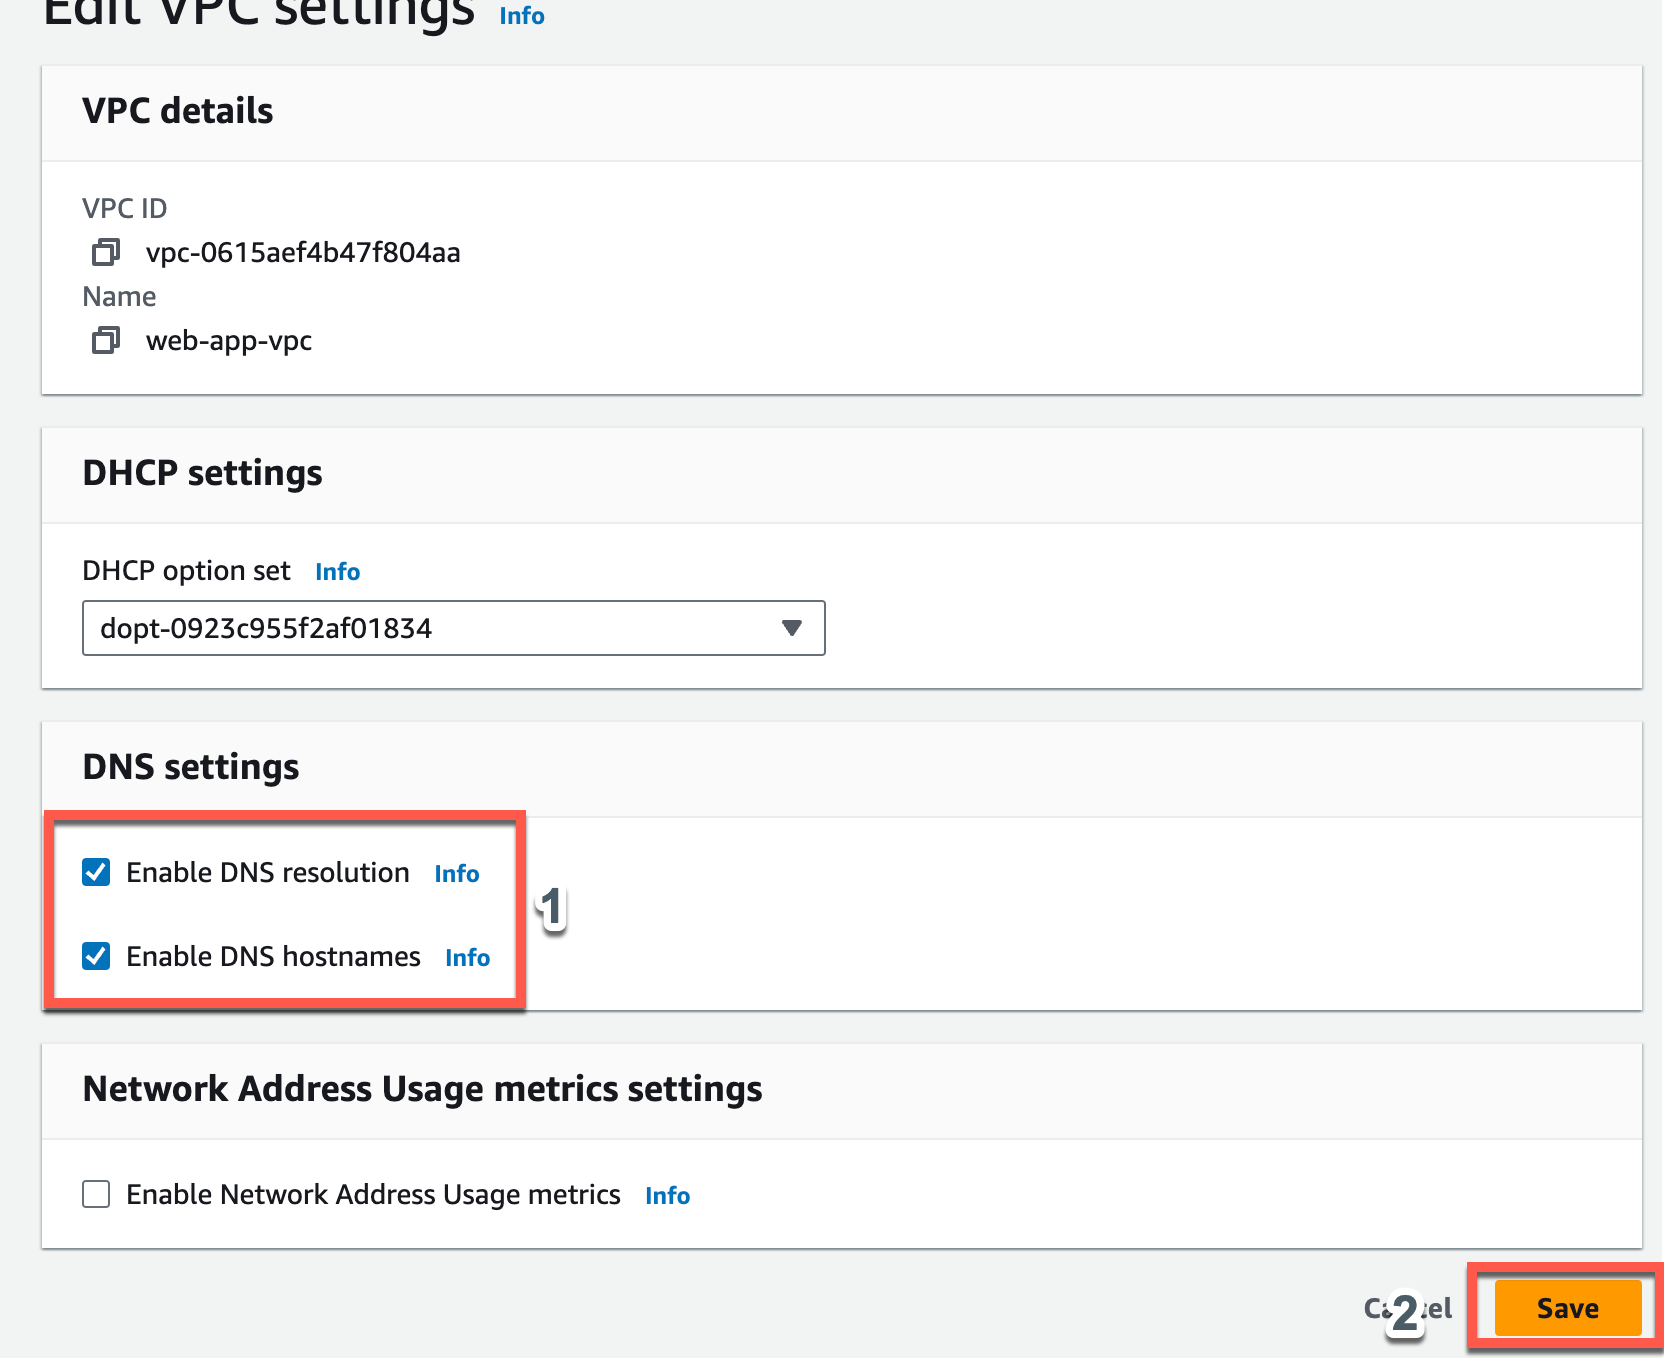 Edit VPC settings Info
VPC details
VPC ID
vpc-0615aef4b47f804aa
Name
web-app-vpc
DHCP settings
DHCP option set Info
dopt-0923c955f2af01834
DNS settings
Enable DNS resolution Info
1
Enable DNS hostnames Info
Network Address Usage metrics settings
Enable Network Address Usage metrics Info
Cancel 2 Save